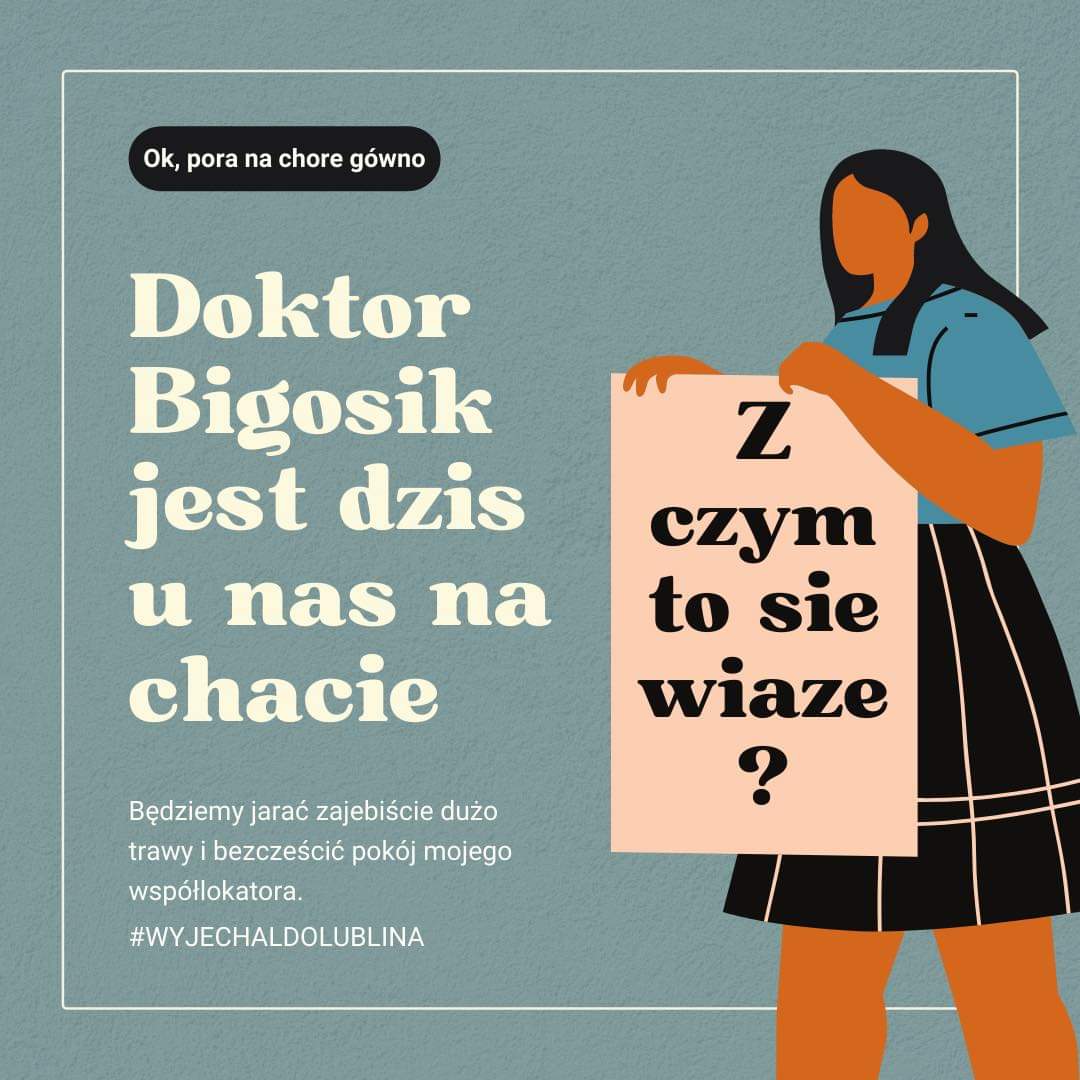 Ok, pora na chore gówno
Doktor
Bigosik
jest dzis
u nas na
chacie
Z
czym
to sie
wiaze
?
Będziemy jarać zajebiście dużo
trawy i bezcześcić pokój mojego
współlokatora.
#WYJECHALDOLUBLINA